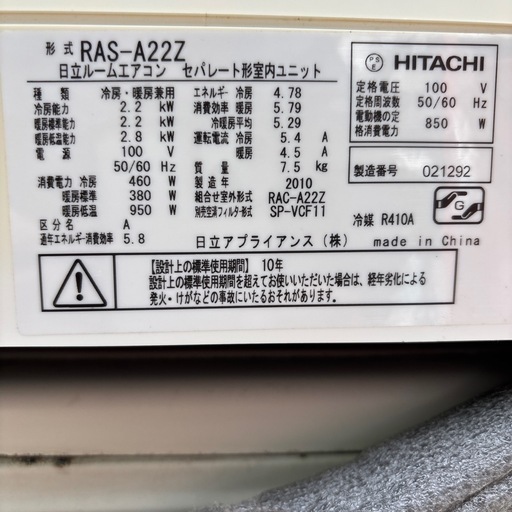 形式 RAS-A22Z
日立ルームエアコン セパレート形室内ユニット
種類 冷房・暖房兼用
冷房能力 2.2 kW
暖房標準能力 2.2 kW
暖房低温能力 2.8 kW
電源 100 V
50/60 Hz
消費電力 冷房 460 W
暖房標準 380 W
暖房低温 950 W
区分名 A
通年エネルギー消費効率 5.8
エネルギー 冷房 4.78
消費効率 暖房 5.79
冷暖房平均 5.29
運転電流 冷房 5.4 A
暖房 4.5 A
質量 7.5 kg
製造年 2010
組合せ室外形式 RAC-A22Z
別売空清フィルター形式 SP-VCF11
日立アプライアンス(株)
PS
E
HITACHI
定格電圧 100 V
定格周波数 50/60 Hz
電動機の定
格消費電力 850 W
製造番号 021292
G
冷媒 R410A
made in China
【設計上の標準使用期間】10年
設計上の標準使用期間を超えてお使いいただいた場合は、経年劣化による
発火・けがなどの事故にいたるおそれがあります。